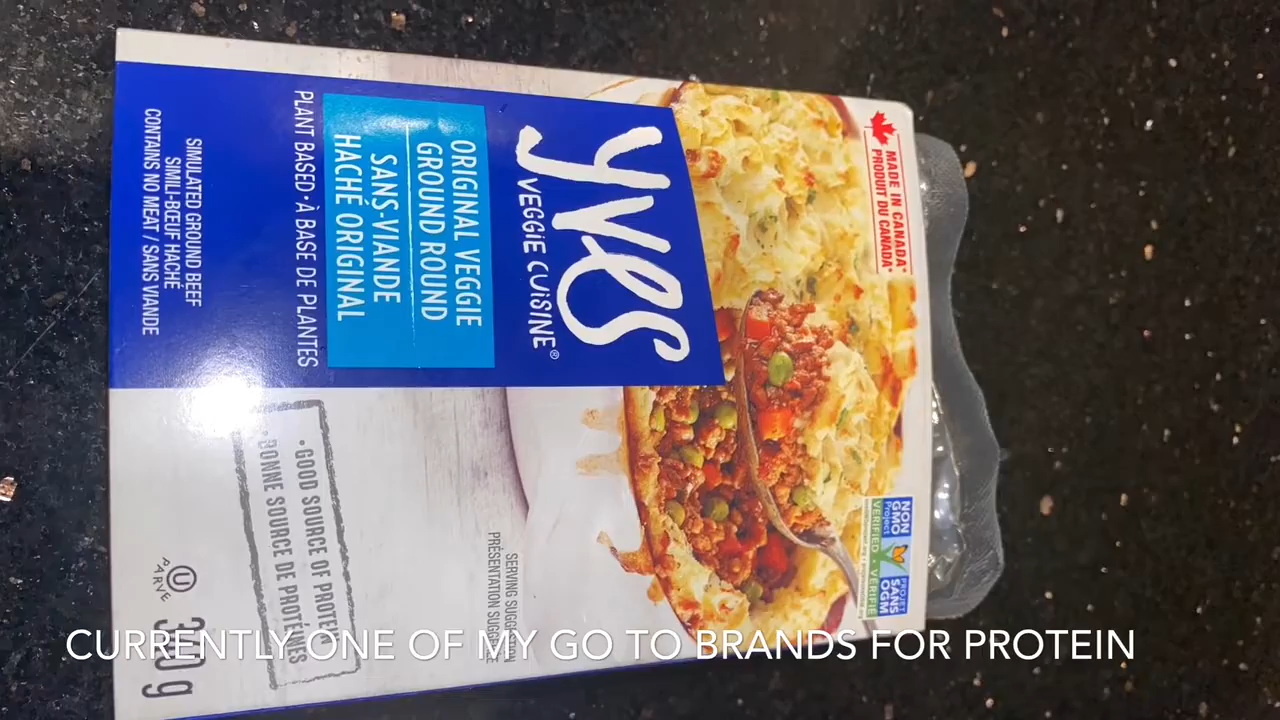 MADE IN CANADA*
PRODUIT DU CANADA*
yves
VEGGIE CUISINE®
ORIGINAL VEGGIE
GROUND ROUND
SANS-VIANDE
HACHÉ ORIGINAL
PLANT BASED • À BASE DE PLANTES
SIMULATED GROUND BEEF
SIMILI-BŒUF HACHÉ
CONTAINS NO MEAT / SANS VIANDE
NON
GMO
Project
VERIFIED • VERIFIÉ
PROJET
SANS
OGM
SERVING SUGGESTION
PRÉSENTATION SUGGÉRÉE
• GOOD SOURCE OF PROTEIN
• BONNE SOURCE DE PROTÉINES
U
PARVE
g
CURRENTLY ONE OF MY GO TO BRANDS FOR PROTEIN